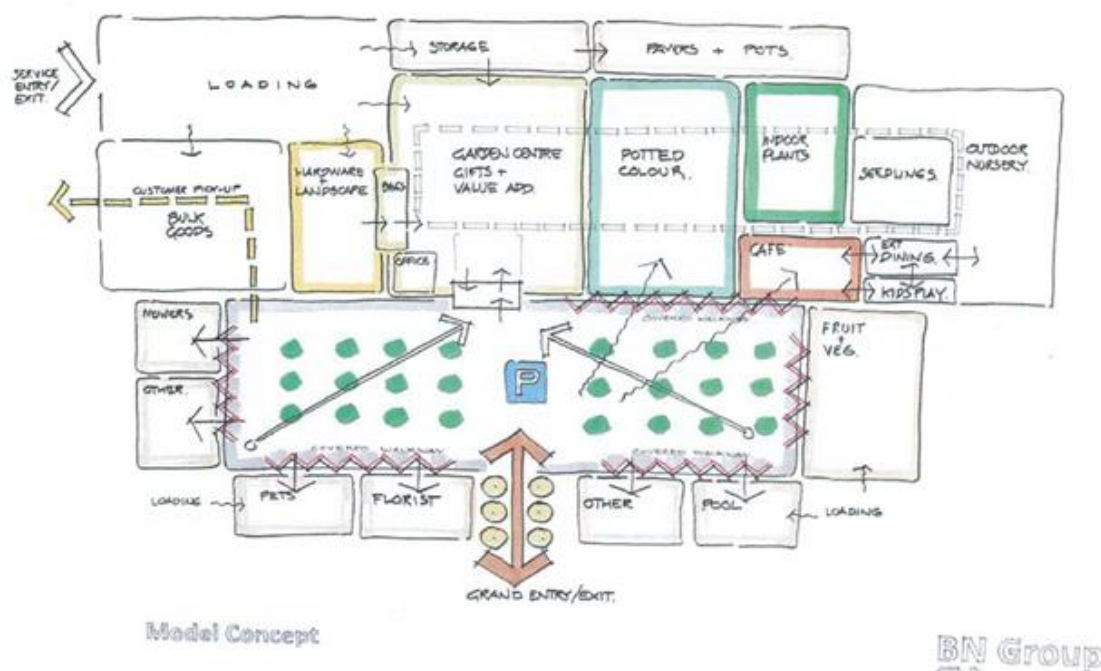 STORAGE
PAVERS + POTS.
SERVICE
ENTRY/
EXIT.
LOADING
GARDEN CENTRE
GIFTS +
VALUE ADD.
POTTED
COLOUR.
INDOOR
PLANTS
SEEDLINGS.
OUTDOOR
NURSERY.
HARDWARE
+
LANDSCAPE
CUSTOMER PICK-UP
BULK
GOODS
OFFICE
CAFE
EXT
DINING.
KIDSPLAY.
MOWERS
COVERED WALKWAY
FRUIT
+
VEG.
OTHER.
P
COVERED WALKWAY
COVERED WALKWAY
LOADING
PETS
FLORIST
OTHER
POOL
LOADING
GRAND ENTRY/EXIT.
Model Concept
BN Group